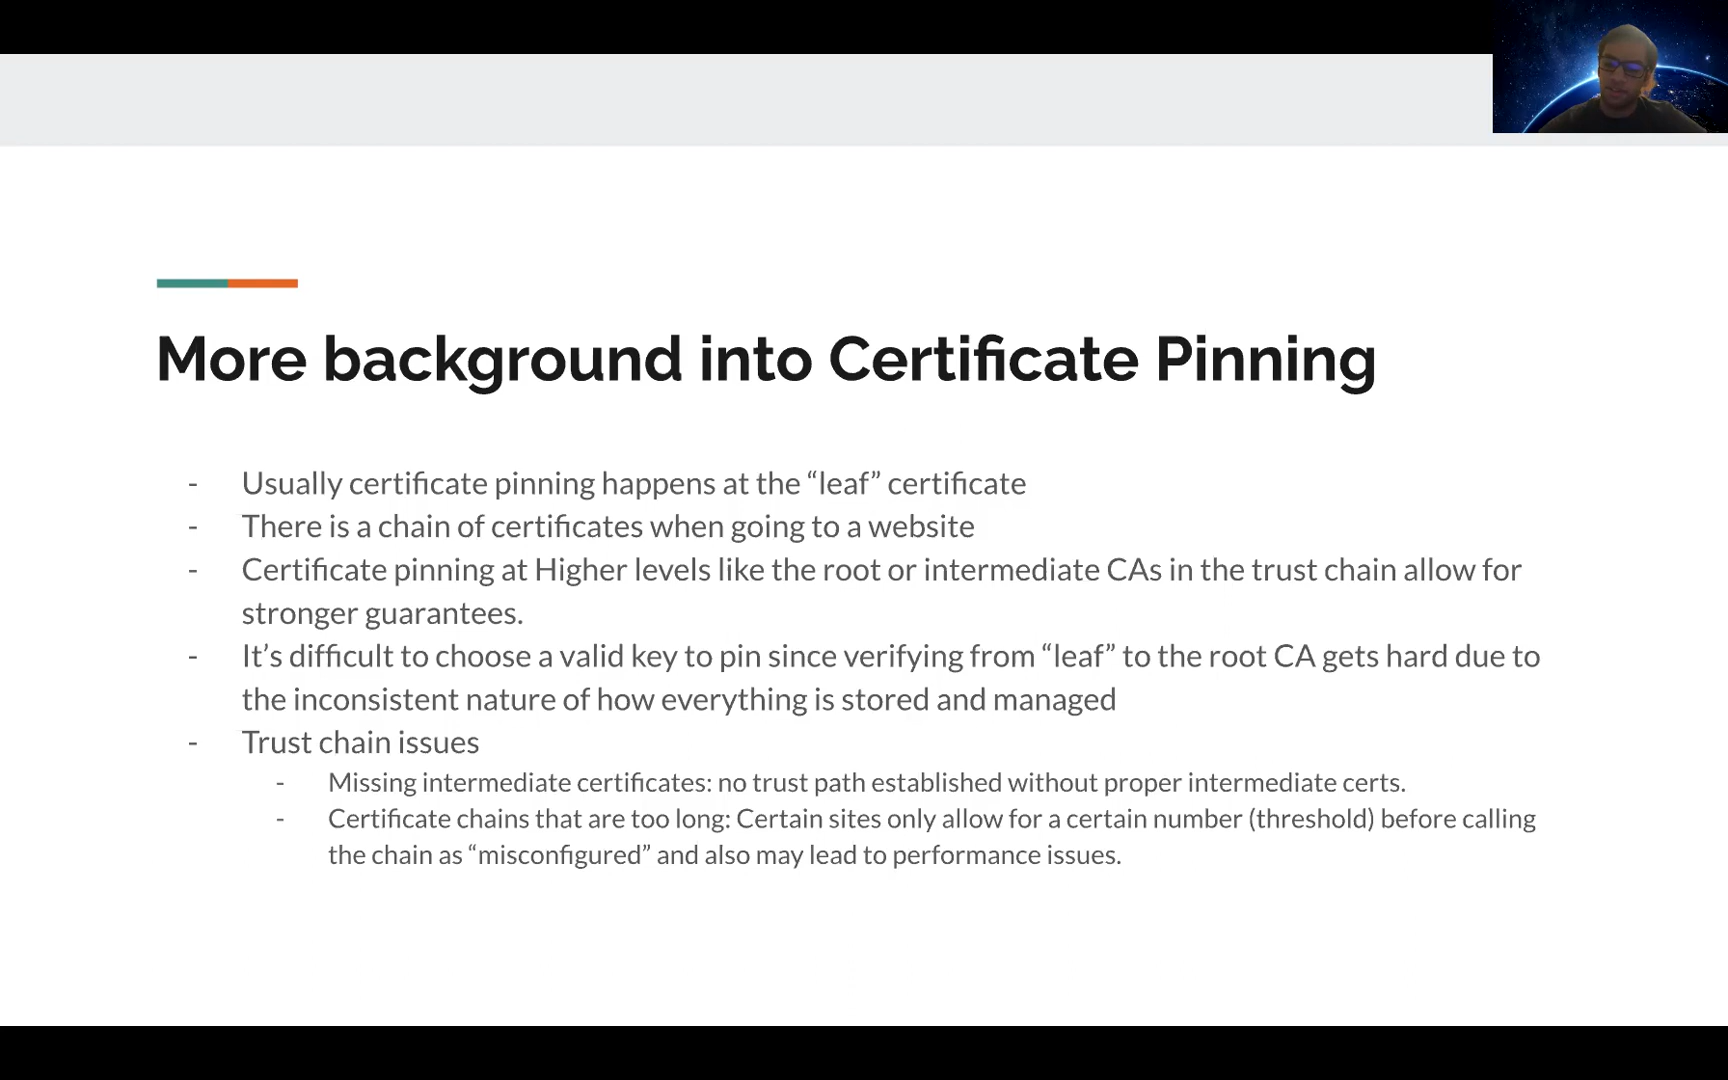 More background into Certificate Pinning
- Usually certificate pinning happens at the “leaf” certificate
- There is a chain of certificates when going to a website
- Certificate pinning at Higher levels like the root or intermediate CAs in the trust chain allow for
stronger guarantees.
- It’s difficult to choose a valid key to pin since verifying from “leaf” to the root CA gets hard due to
the inconsistent nature of how everything is stored and managed
- Trust chain issues
- Missing intermediate certificates: no trust path established without proper intermediate certs.
- Certificate chains that are too long: Certain sites only allow for a certain number (threshold) before calling
the chain as “misconfigured” and also may lead to performance issues.